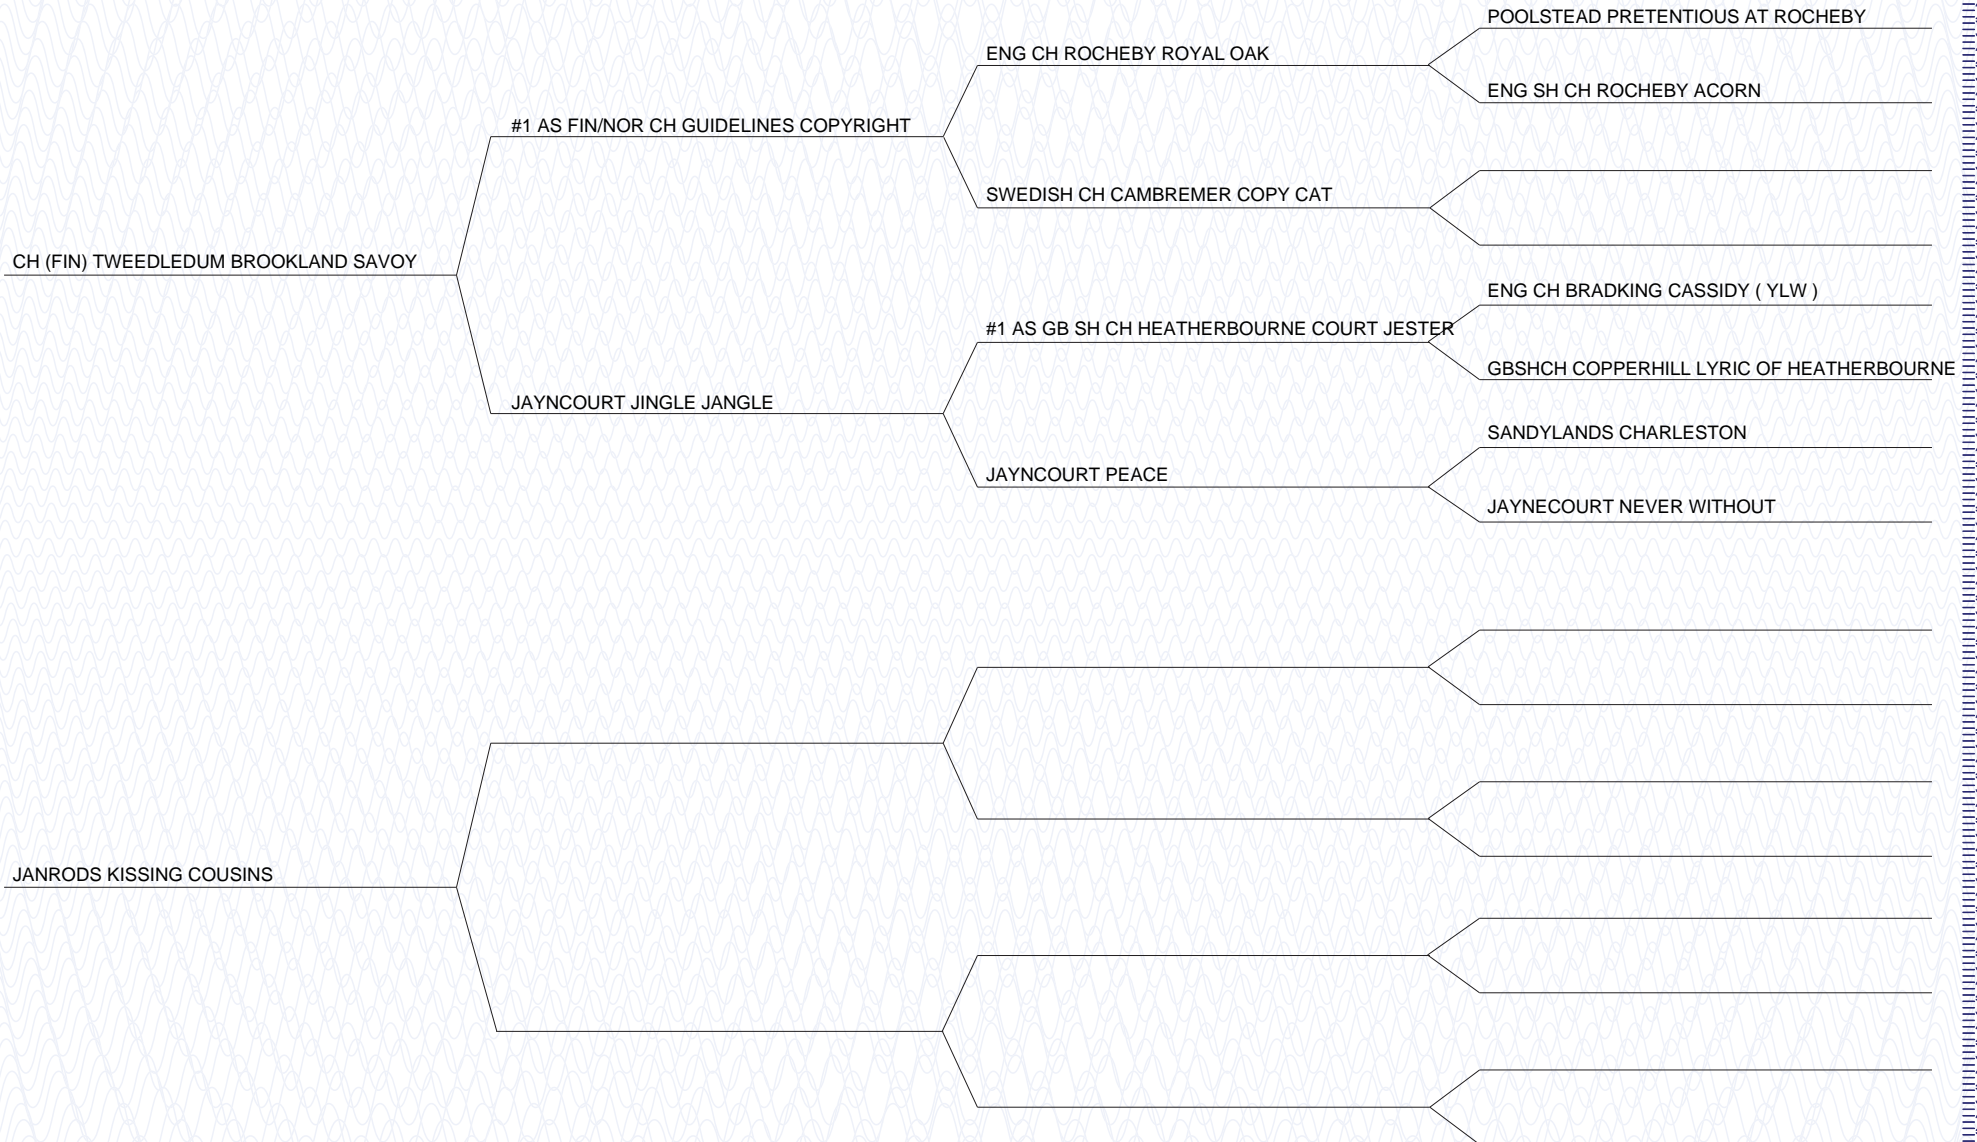 POOLSTEAD PRETENTIOUS AT ROCHEBY
ENG CH ROCHEBY ROYAL OAK
ENG SH CH ROCHEBY ACORN
#1 AS FIN/NOR CH GUIDELINES COPYRIGHT
SWEDISH CH CAMBREMER COPY CAT
CH (FIN) TWEEDLEDUM BROOKLAND SAVOY
ENG CH BRADKING CASSIDY ( YLW )
#1 AS GB SH CH HEATHERBOURNE COURT JESTER
GBSHCH COPPERHILL LYRIC OF HEATHERBOURNE
JAYNCOURT JINGLE JANGLE
SANDYLANDS CHARLESTON
JAYNCOURT PEACE
JAYNECOURT NEVER WITHOUT
JANRODS KISSING COUSINS